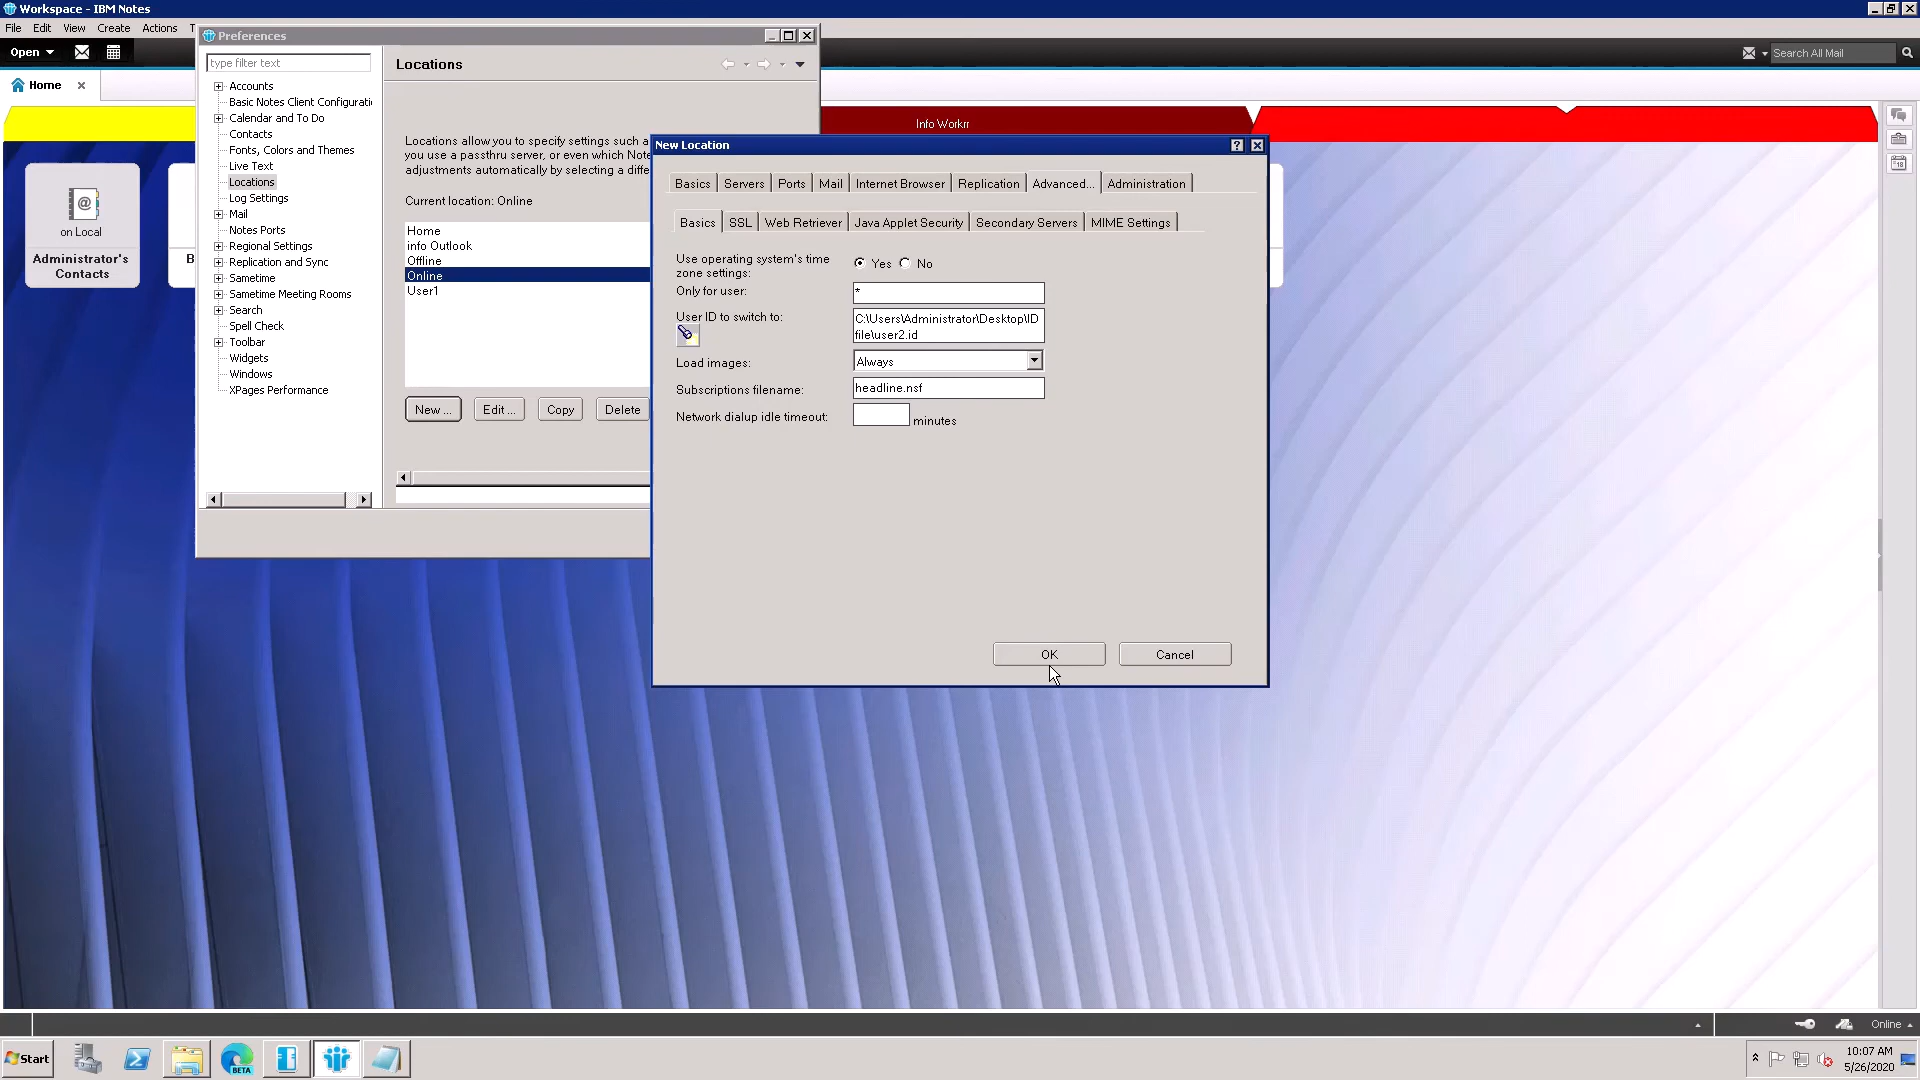 Workspace - IBM Notes
File Edit View Create Actions
Preferences
Open
Search All Mail
type filter text
Locations
Home
Accounts
Basic Notes Client Configurati
Calendar and To Do
Contacts
Fonts, Colors and Themes
Live Text
Locations
Log Settings
Mail
Notes Ports
Regional Settings
Replication and Sync
Sametime
Sametime Meeting Rooms
Search
Spell Check
Toolbar
Widgets
Windows
XPages Performance
Locations allow you to specify settings such a
you use a passthru server, or even which Note
adjustments automatically by selecting a diffe
Current location: Online
Home
info Outlook
Offline
Online
User1
New ... Edit ... Copy Delete
Info Workrr
New Location
Basics Servers Ports Mail Internet Browser Replication Advanced... Administration
Basics SSL Web Retriever Java Applet Security Secondary Servers MIME Settings
Use operating system's time
zone settings:
Yes No
Only for user: *
User ID to switch to:
C:\Users\Administrator\Desktop\ID
file\user2.id
Load images: Always
Subscriptions filename: headline.nsf
Network dialup idle timeout: minutes
OK Cancel
@
on Local
Administrator's
Contacts
B
18
Online
Start
BETA
10:07 AM
5/26/2020